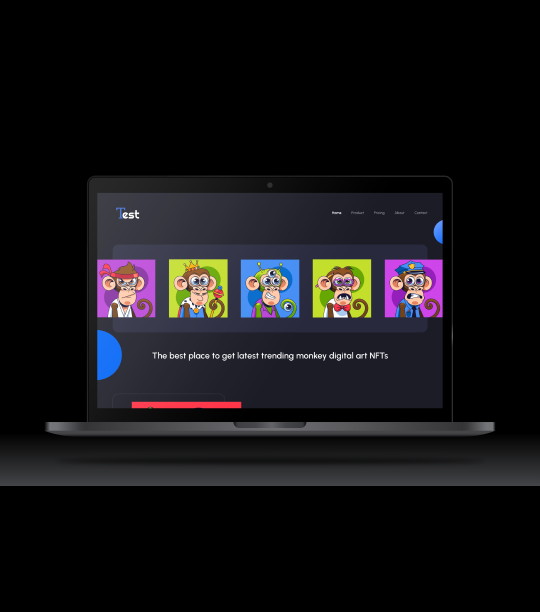 Test
Home Product Pricing About Contact
The best place to get latest trending monkey digital art NFTs